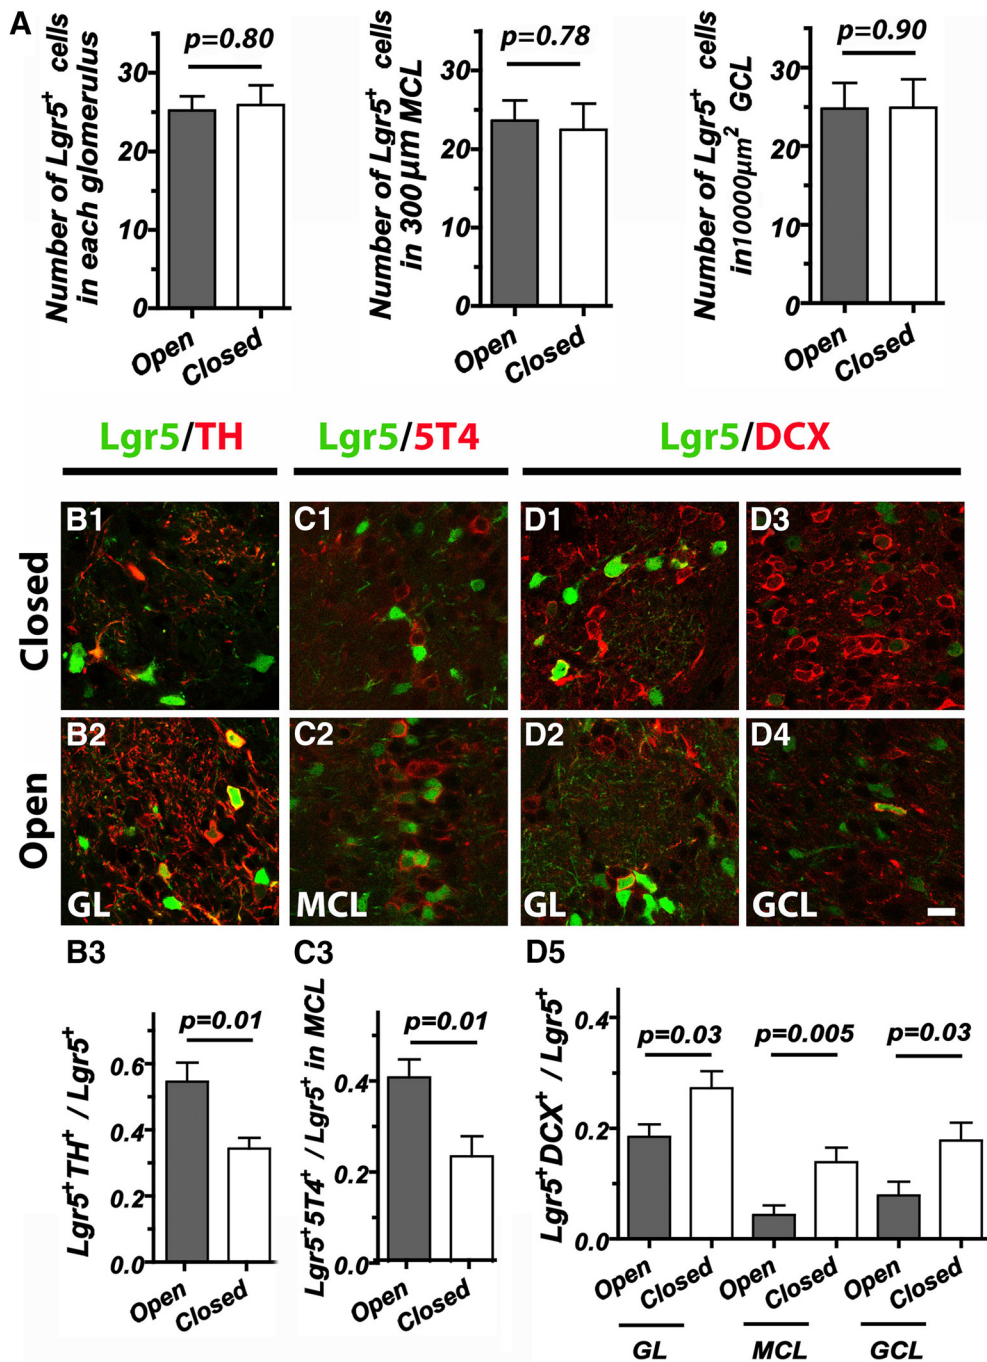 A
Number of Lgr5+ cells
in each glomerulus
p=0.80
30
20
10
0
Open
Closed
Number of Lgr5+ cells
in 300μm MCL
p=0.78
30
20
10
0
Open
Closed
Number of Lgr5+ cells
in10000μm2 GCL
p=0.90
30
20
10
0
Open
Closed
Lgr5/TH
Lgr5/5T4
Lgr5/DCX
Closed
B1
C1
D1
D3
Open
B2
C2
D2
D4
GL
MCL
GL
GCL
B3
Lgr5+TH+ / Lgr5+
p=0.01
0.6
0.4
0.2
0.0
Open
Closed
C3
Lgr5+5T4+ / Lgr5+ in MCL
p=0.01
0.4
0.2
0.0
Open
Closed
D5
Lgr5+DCX+ / Lgr5+
0.4
0.2
0.0
p=0.03
p=0.005
p=0.03
Open
Closed
Open
Closed
Open
Closed
GL
MCL
GCL